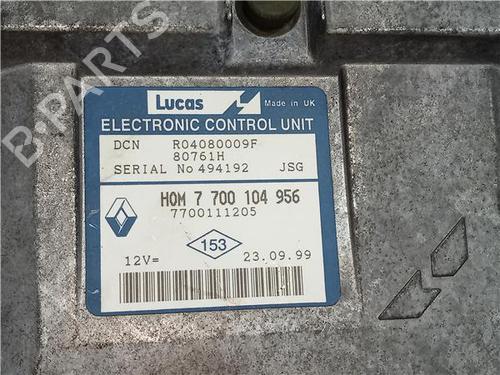 B-PARTS
Lucas Made in UK
ELECTRONIC CONTROL UNIT
DCN R04080009F
80761H
SERIAL No 494192 JSG
HOM 7 700 104 956
7700111205
153
12V= 23.09.99